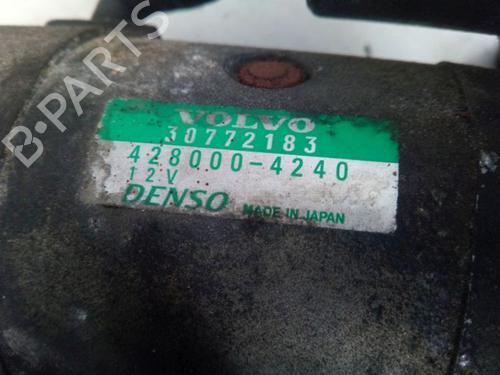 B-PARTS
VOLVO
30772183
428000-4240
12V
DENSO MADE IN JAPAN